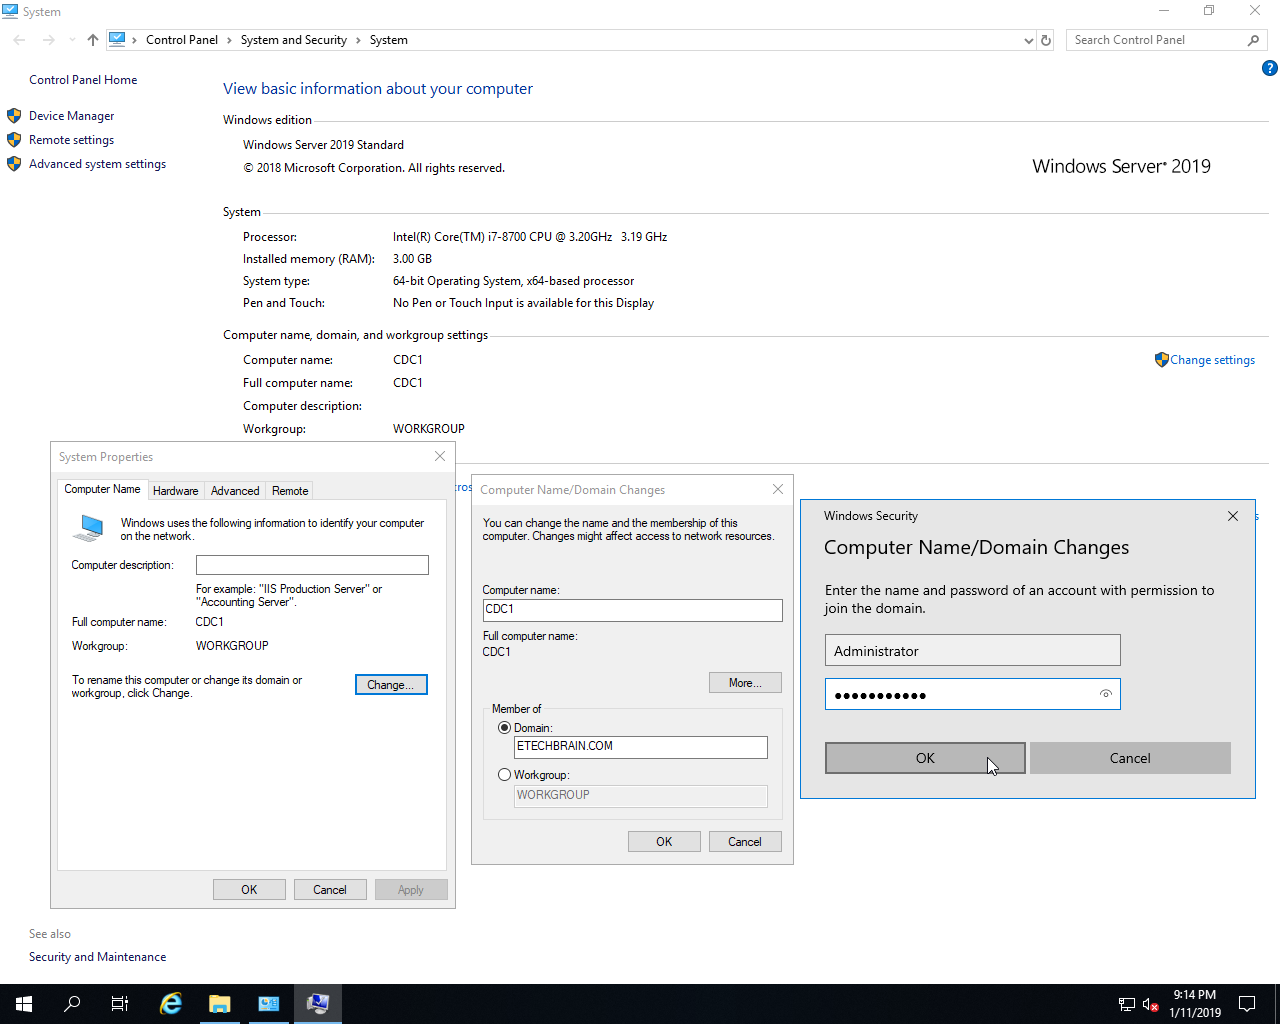 System
Control Panel
System and Security
System
Search Control Panel
Control Panel Home
Device Manager
Remote settings
Advanced system settings
?
View basic information about your computer
Windows edition
Windows Server 2019 Standard
© 2018 Microsoft Corporation. All rights reserved.
Windows Server® 2019
System
Processor: Intel(R) Core(TM) i7-8700 CPU @ 3.20GHz 3.19 GHz
Installed memory (RAM): 3.00 GB
System type: 64-bit Operating System, x64-based processor
Pen and Touch: No Pen or Touch Input is available for this Display
Computer name, domain, and workgroup settings
Computer name: CDC1
Change settings
Full computer name: CDC1
Computer description:
Workgroup: WORKGROUP
System Properties
Computer Name
Hardware
Advanced
Remote
Windows uses the following information to identify your computer
on the network.
Computer description:
For example: "IIS Production Server" or
"Accounting Server".
Full computer name: CDC1
Workgroup: WORKGROUP
To rename this computer or change its domain or
workgroup, click Change.
Change...
OK
Cancel
Apply
Computer Name/Domain Changes
You can change the name and the membership of this
computer. Changes might affect access to network resources.
Computer name:
CDC1
Full computer name:
CDC1
More...
Member of
Domain:
ETECHBRAIN.COM
Workgroup:
WORKGROUP
OK
Cancel
Windows Security
Computer Name/Domain Changes
Enter the name and password of an account with permission to
join the domain.
Administrator
●●●●●●●●●●●
OK
Cancel
See also
Security and Maintenance
9:14 PM
1/11/2019